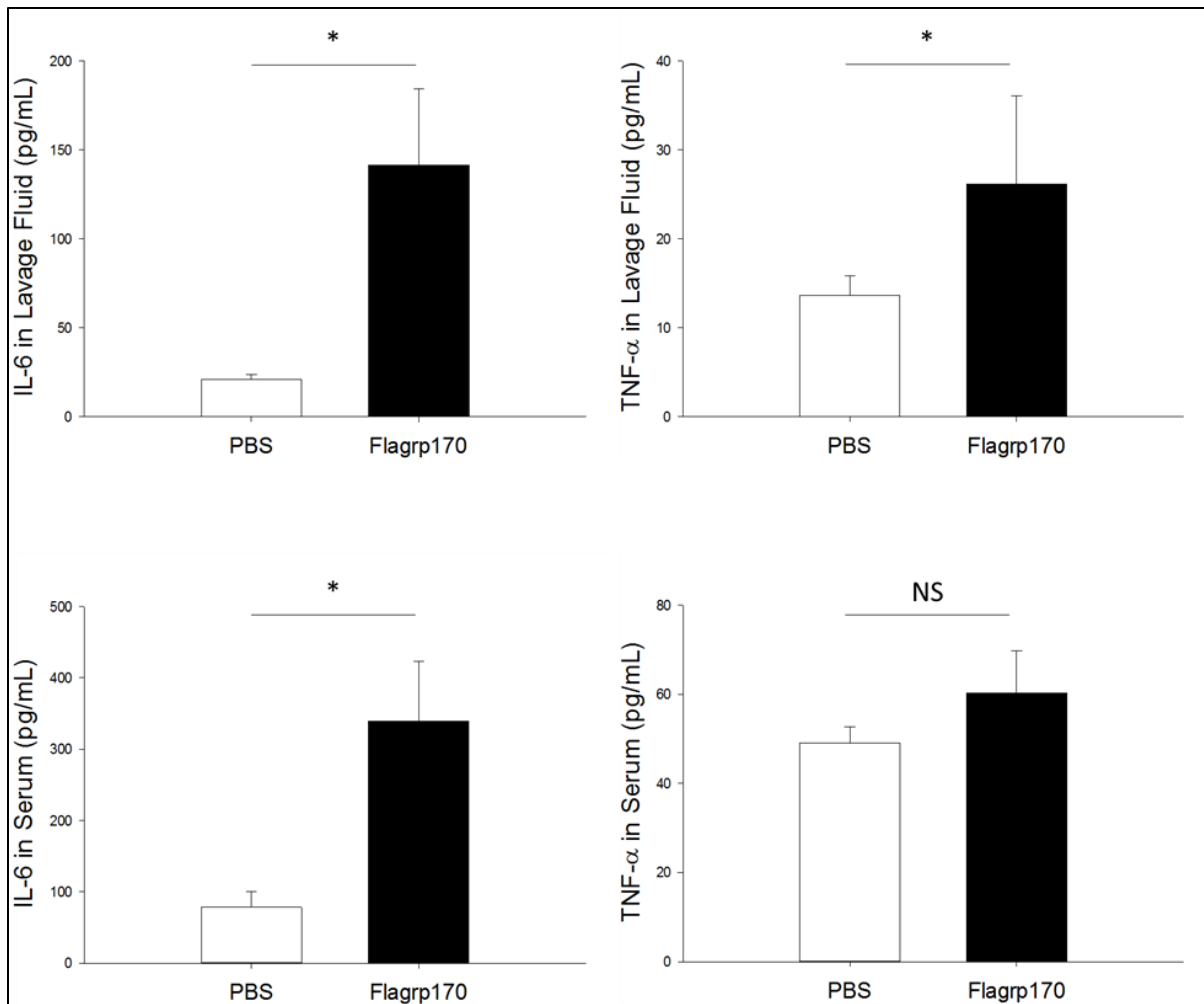 *
200
150
100
50
0
IL-6 in Lavage Fluid (pg/mL)
PBS
Flagrp170
*
40
30
20
10
0
TNF-α in Lavage Fluid (pg/mL)
PBS
Flagrp170
*
500
400
300
200
100
0
IL-6 in Serum (pg/mL)
PBS
Flagrp170
NS
80
60
40
20
0
TNF-α in Serum (pg/mL)
PBS
Flagrp170